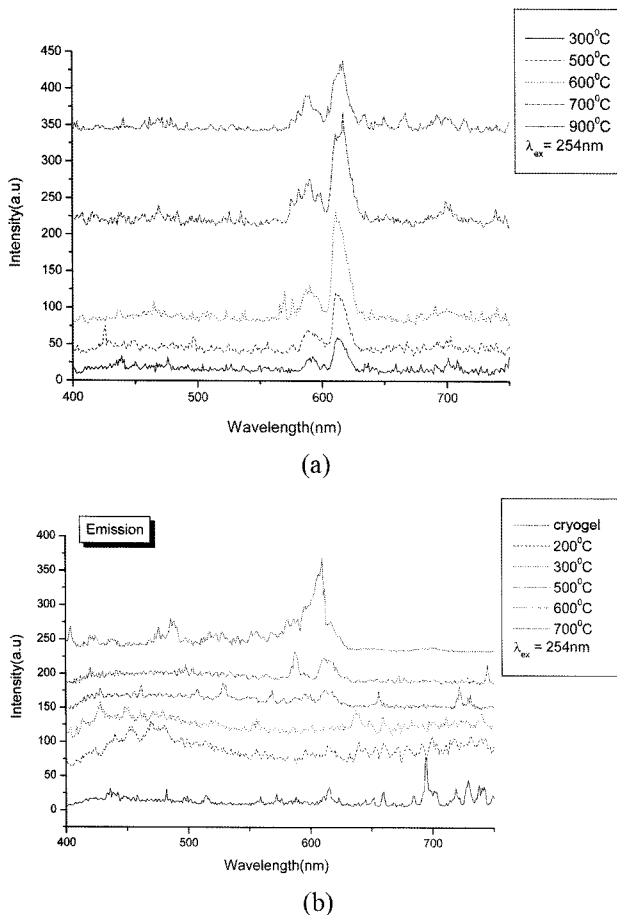 300⁰C
500⁰C
600⁰C
700⁰C
900⁰C
λex = 254nm
450
400
350
300
250
200
150
100
50
0
Intensity(a.u)
400 500 600 700
Wavelength(nm)
(a)
Emission
cryogel
200⁰C
300⁰C
500⁰C
600⁰C
700⁰C
λex = 254nm
400
350
300
250
200
150
100
50
0
Intensity(a.u)
400 500 600 700
Wavelength(nm)
(b)